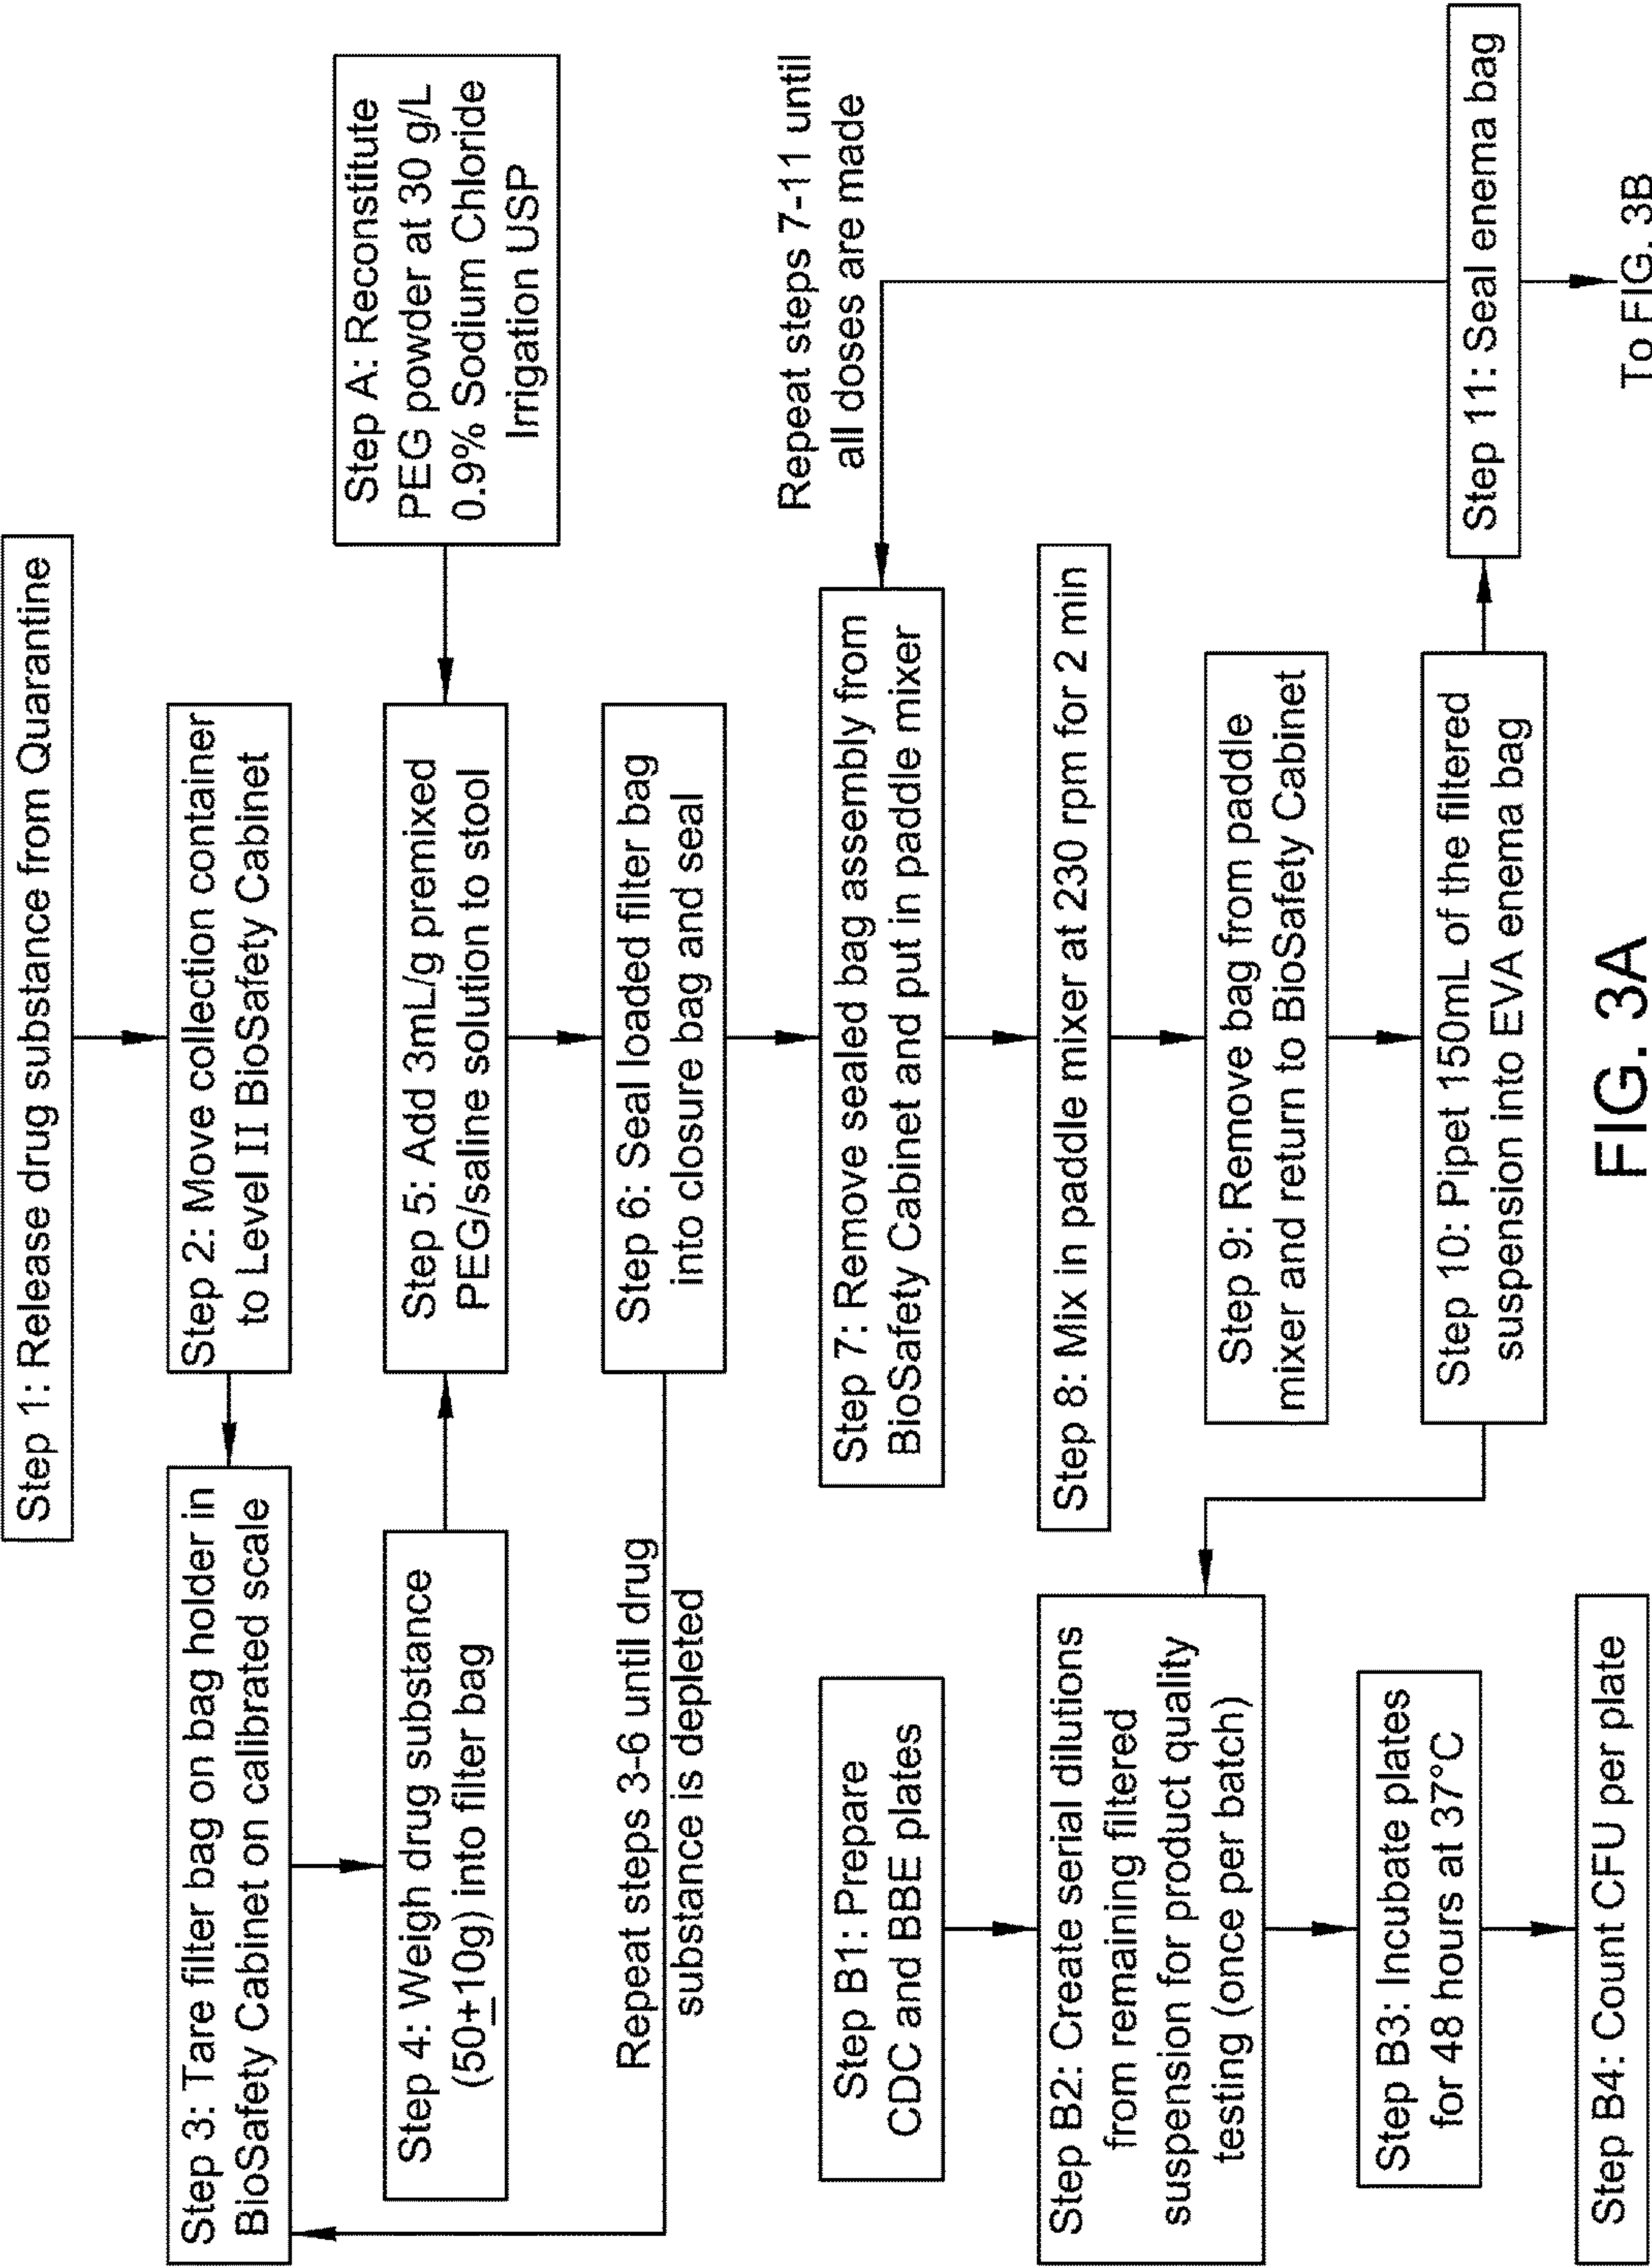 Step 1: Release drug substance from Quarantine
Step 2: Move collection container
to Level III BioSafety Cabinet
Step 3: Tare filter bag on bag holder in
BioSafety Cabinet on calibrated scale
Step 4: Weigh drug substance
(50±10g) into filter bag
Step 5: Add 3mL/g premixed
PEG/saline solution to stool
Step A: Reconstitute
PEG powder at 30 g/L
0.9% Sodium Chloride
Irrigation USP
Step 6: Seal loaded filter bag
into closure bag and seal
Repeat steps 3-6 until drug
substance is depleted
Step 7: Remove sealed bag assembly from
BioSafety Cabinet and put in paddle mixer
Repeat steps 7-11 until
all doses are made
Step 8: Mix in paddle mixer at 230 rpm for 2 min
Step 9: Remove bag from paddle
mixer and return to BioSafety Cabinet
Step 10: Pipet 150mL of the filtered
suspension into EVA enema bag
Step 11: Seal enema bag
To FIG. 3B
Step B1: Prepare
CDC and BBE plates
Step B2: Create serial dilutions
from remaining filtered
suspension for product quality
testing (once per batch)
Step B3: Incubate plates
for 48 hours at 37°C
Step B4: Count CFU per plate
FIG. 3A